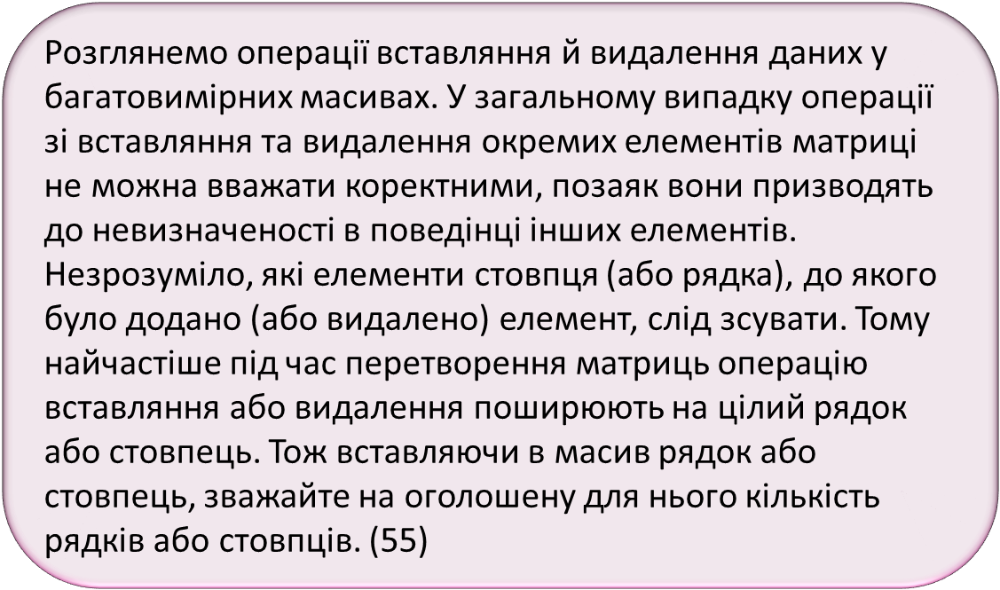 Розглянемо операції вставляння й видалення даних у
багатовимірних масивах. У загальному випадку операції
зі вставляння та видалення окремих елементів матриці
не можна вважати коректними, позаяк вони призводять
до невизначеності в поведінці інших елементів.
Незрозуміло, які елементи стовпця (або рядка), до якого
було додано (або видалено) елемент, слід зсувати. Тому
найчастіше під час перетворення матриць операцію
вставляння або видалення поширюють на цілий рядок
або стовпець. Тож вставляючи в масив рядок або
стовпець, зважайте на оголошену для нього кількість
рядків або стовпців. (55)